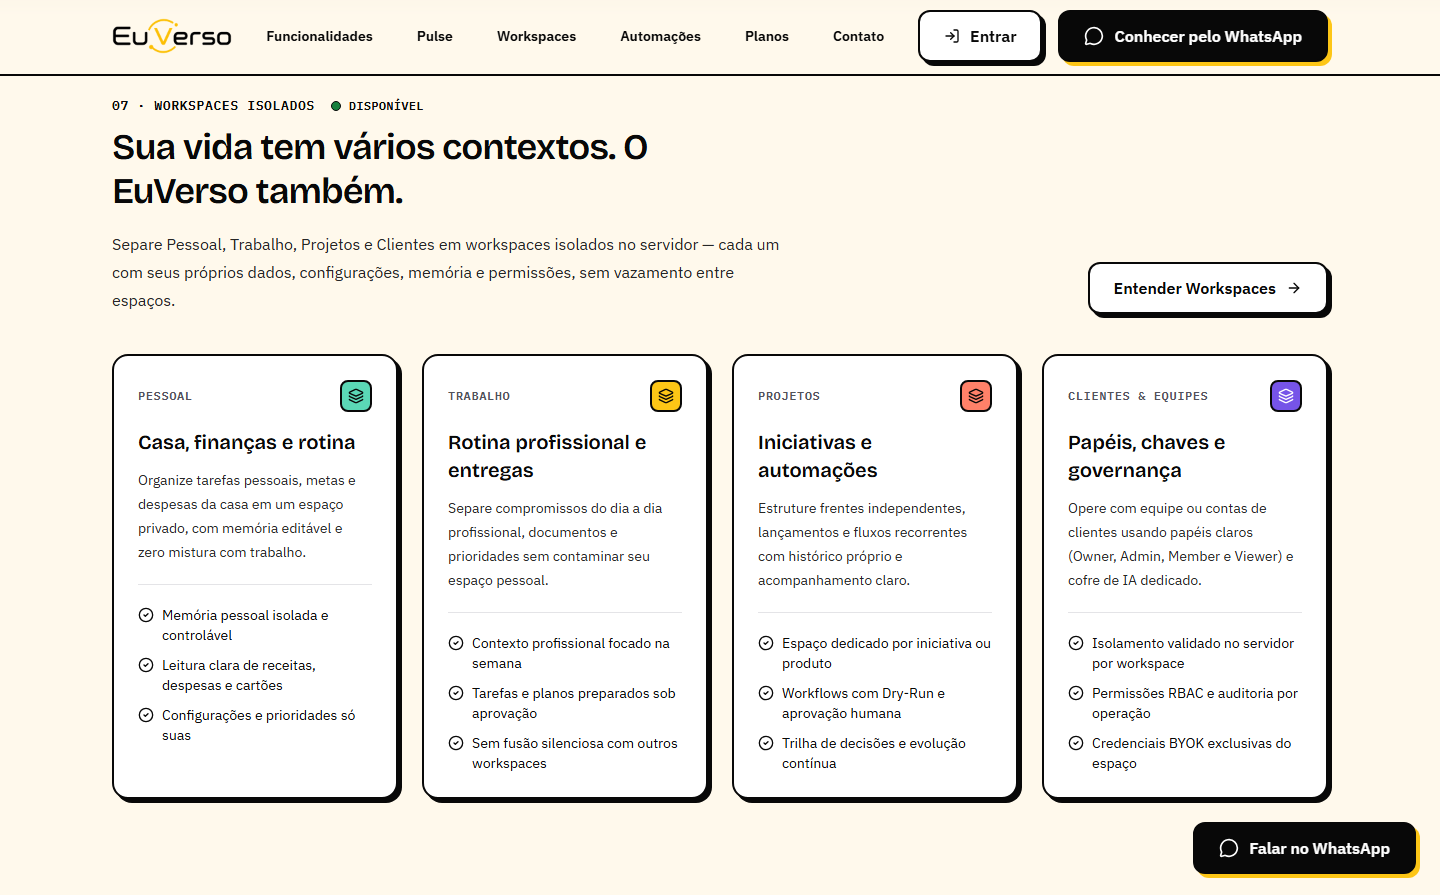 EuVerso
Funcionalidades
Pulse
Workspaces
Automações
Planos
Contato
Entrar
Conhecer pelo WhatsApp
07 · WORKSPACES ISOLADOS
DISPONÍVEL
Sua vida tem vários contextos. O
EuVerso também.
Separe Pessoal, Trabalho, Projetos e Clientes em workspaces isolados no servidor — cada um
com seus próprios dados, configurações, memória e permissões, sem vazamento entre
espaços.
Entender Workspaces
PESSOAL
Casa, finanças e rotina
Organize tarefas pessoais, metas e
despesas da casa em um espaço
privado, com memória editável e
zero mistura com trabalho.
Memória pessoal isolada e
controlável
Leitura clara de receitas,
despesas e cartões
Configurações e prioridades só
suas
TRABALHO
Rotina profissional e
entregas
Separe compromissos do dia a dia
profissional, documentos e
prioridades sem contaminar seu
espaço pessoal.
Contexto profissional focado na
semana
Tarefas e planos preparados sob
aprovação
Sem fusão silenciosa com outros
workspaces
PROJETOS
Iniciativas e
automações
Estruture frentes independentes,
lançamentos e fluxos recorrentes
com histórico próprio e
acompanhamento claro.
Espaço dedicado por iniciativa ou
produto
Workflows com Dry-Run e
aprovação humana
Trilha de decisões e evolução
contínua
CLIENTES & EQUIPES
Papéis, chaves e
governança
Opere com equipe ou contas de
clientes usando papéis claros
(Owner, Admin, Member e Viewer) e
cofre de IA dedicado.
Isolamento validado no servidor
por workspace
Permissões RBAC e auditoria por
operação
Credenciais BYOK exclusivas do
espaço
Falar no WhatsApp